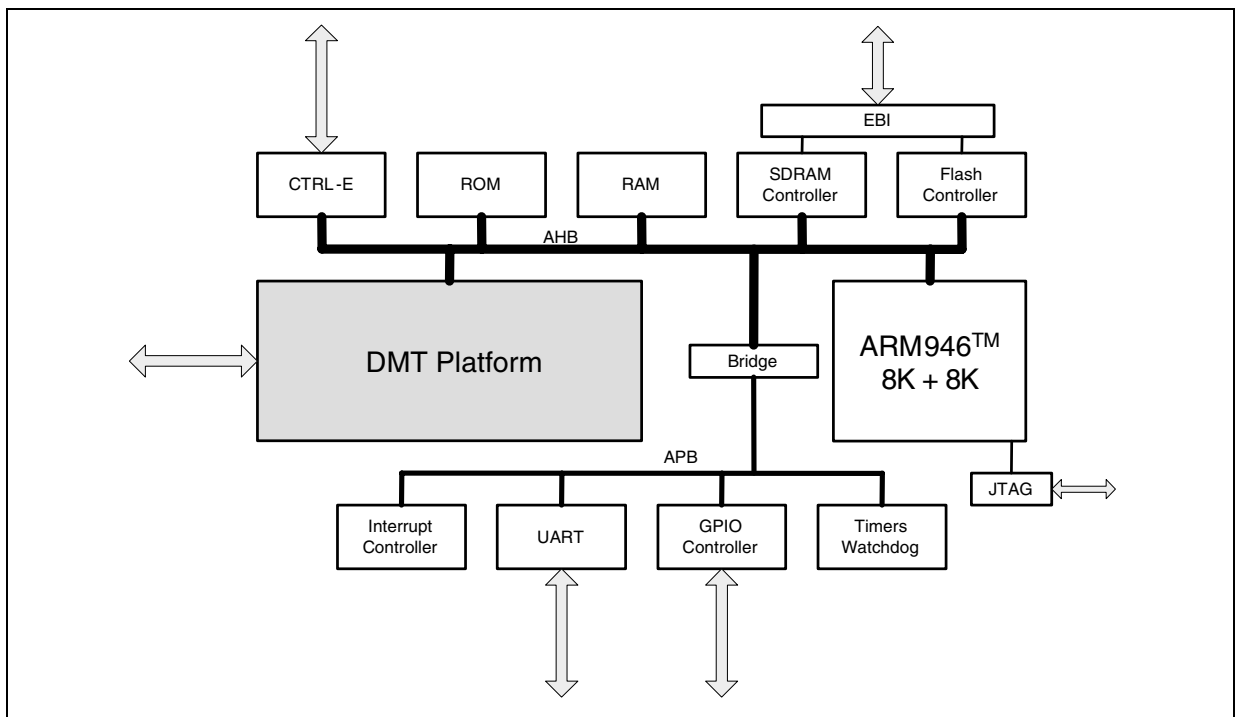 EBI
CTRL-E
ROM
RAM
SDRAM
Controller
Flash
Controller
AHB
DMT Platform
Bridge
ARM946™
8K + 8K
APB
JTAG
Interrupt
Controller
UART
GPIO
Controller
Timers
Watchdog